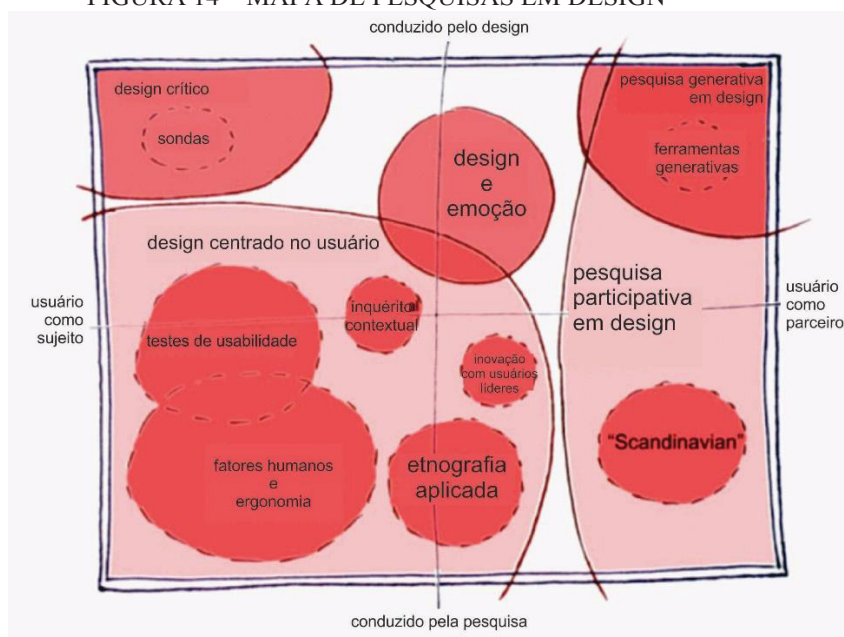 FIGURA 14 – MAPA DE PESQUISAS EM DESIGN
conduzido pelo design
design crítico
sondas
pesquisa generativa
em design
ferramentas
generativas
design
e
emoção
design centrado no usuário
usuário
como
sujeito
testes de usabilidade
inquérito
contextual
inovação
com usuários
líderes
pesquisa
participativa
em design
usuário
como
parceiro
fatores humanos
e
ergonomia
etnografia
aplicada
“Scandinavian”
conduzido pela pesquisa